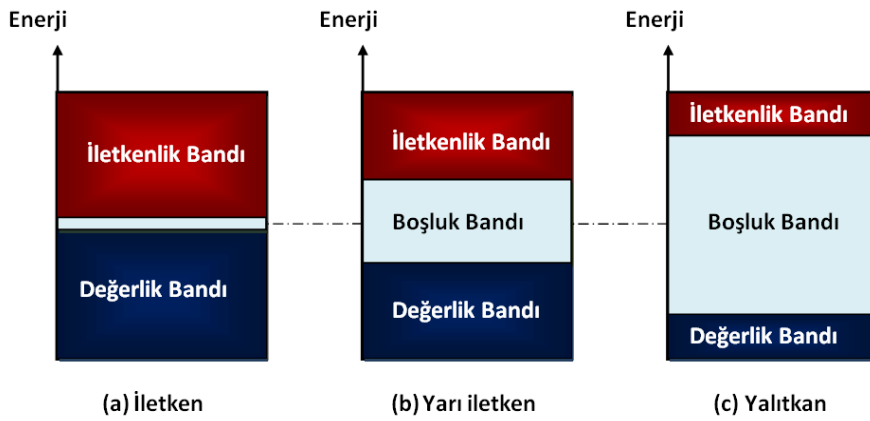 Enerji
Enerji
Enerji
İletkenlik Bandı
Değerlik Bandı
İletkenlik Bandı
Boşluk Bandı
Değerlik Bandı
İletkenlik Bandı
Boşluk Bandı
Değerlik Bandı
(a) İletken
(b) Yarı iletken
(c) Yalıtkan